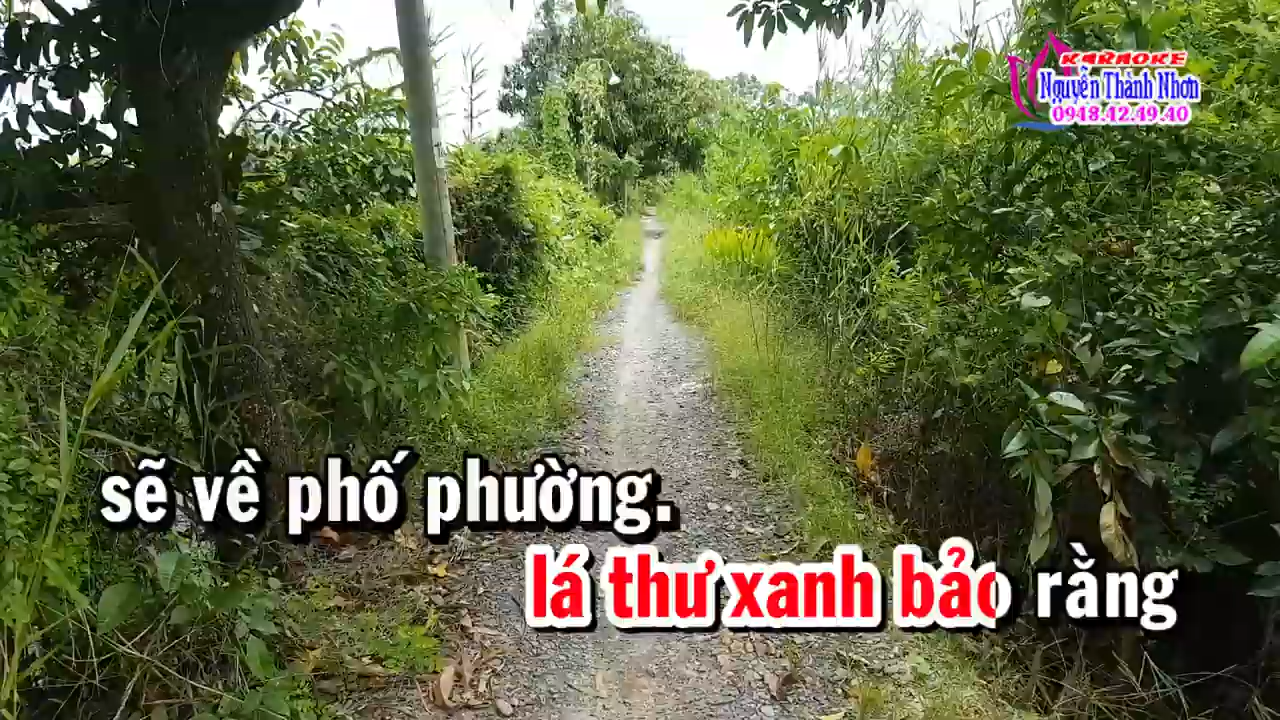 KARAOKE
Nguyễn Thành Nhơn
0948.42.49.40
sẽ về phố phường.
lá thư xanh bảo rằng